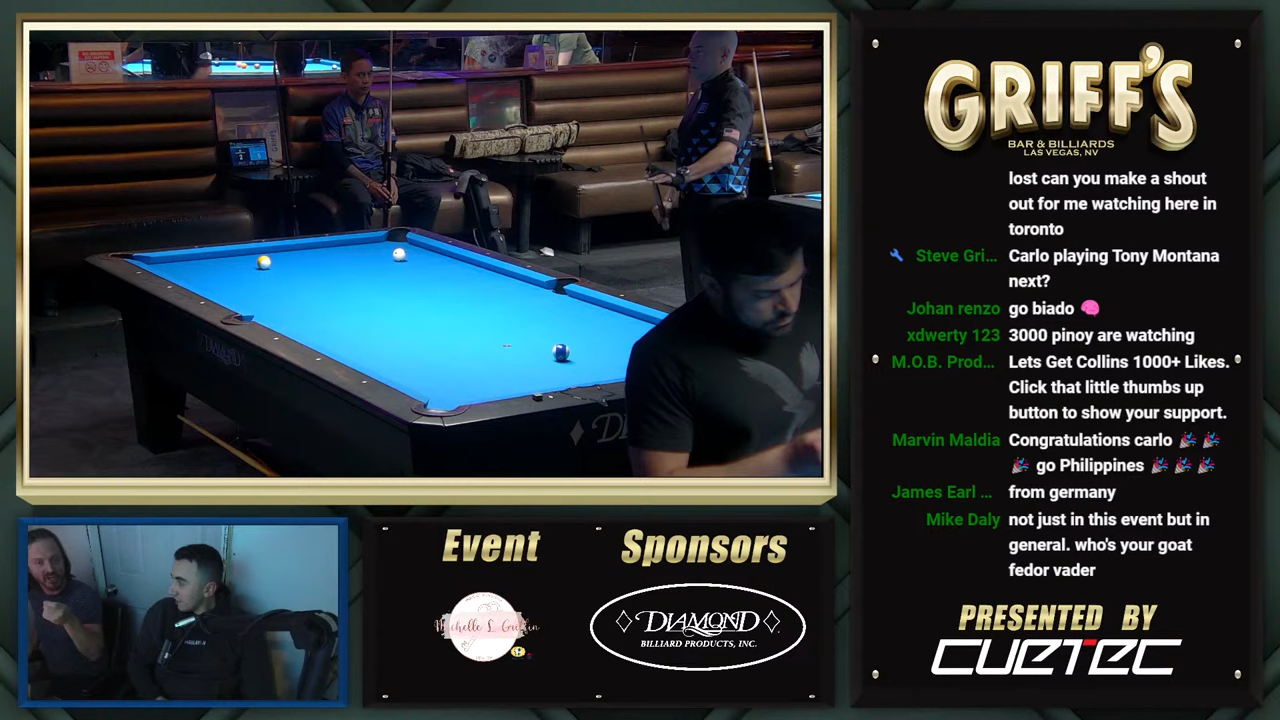 GRIFF'S
BAR & BILLIARDS
LAS VEGAS, NV
lost can you make a shout
out for me watching here in
toronto
Steve Gri... Carlo playing Tony Montana
next?
Johan renzo go biado 🧠
xdwerty 123 3000 pinoy are watching
M.O.B. Prod... Lets Get Collins 1000+ Likes.
Click that little thumbs up
button to show your support.
Marvin Maldia Congratulations carlo 🎉 🎉
🎉 go Philippines 🎉 🎉 🎉
James Earl ... from germany
Mike Daly not just in this event but in
general. who's your goat
fedor vader
PRESENTED BY
CUETEC
DIAMOND
Event
Sponsors
DIAMOND
BILLIARD PRODUCTS, INC.